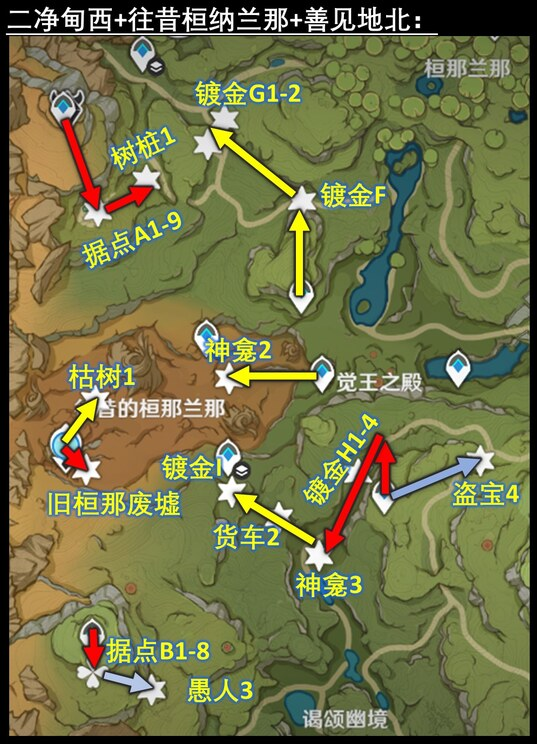 二净甸西+往昔桓纳兰那+善见地北：
桓那兰那
镀金G1-2
树桩1
镀金F
据点A1-9
神龛2
枯树1
觉王之殿
昔的桓那兰那
镀金H1-4
镀金I
盗宝4
旧桓那废墟
货车2
神龛3
据点B1-8
愚人3
谒颂幽境